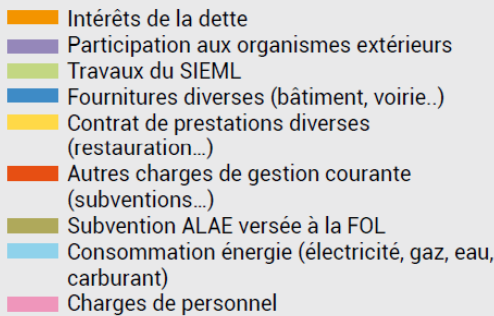 Intérêts de la dette
Participation aux organismes extérieurs
Travaux du SIEML
Fournitures diverses (bâtiment, voirie..)
Contrat de prestations diverses
(restauration…)
Autres charges de gestion courante
(subventions…)
Subvention ALAE versée à la FOL
Consommation énergie (électricité, gaz, eau,
carburant)
Charges de personnel